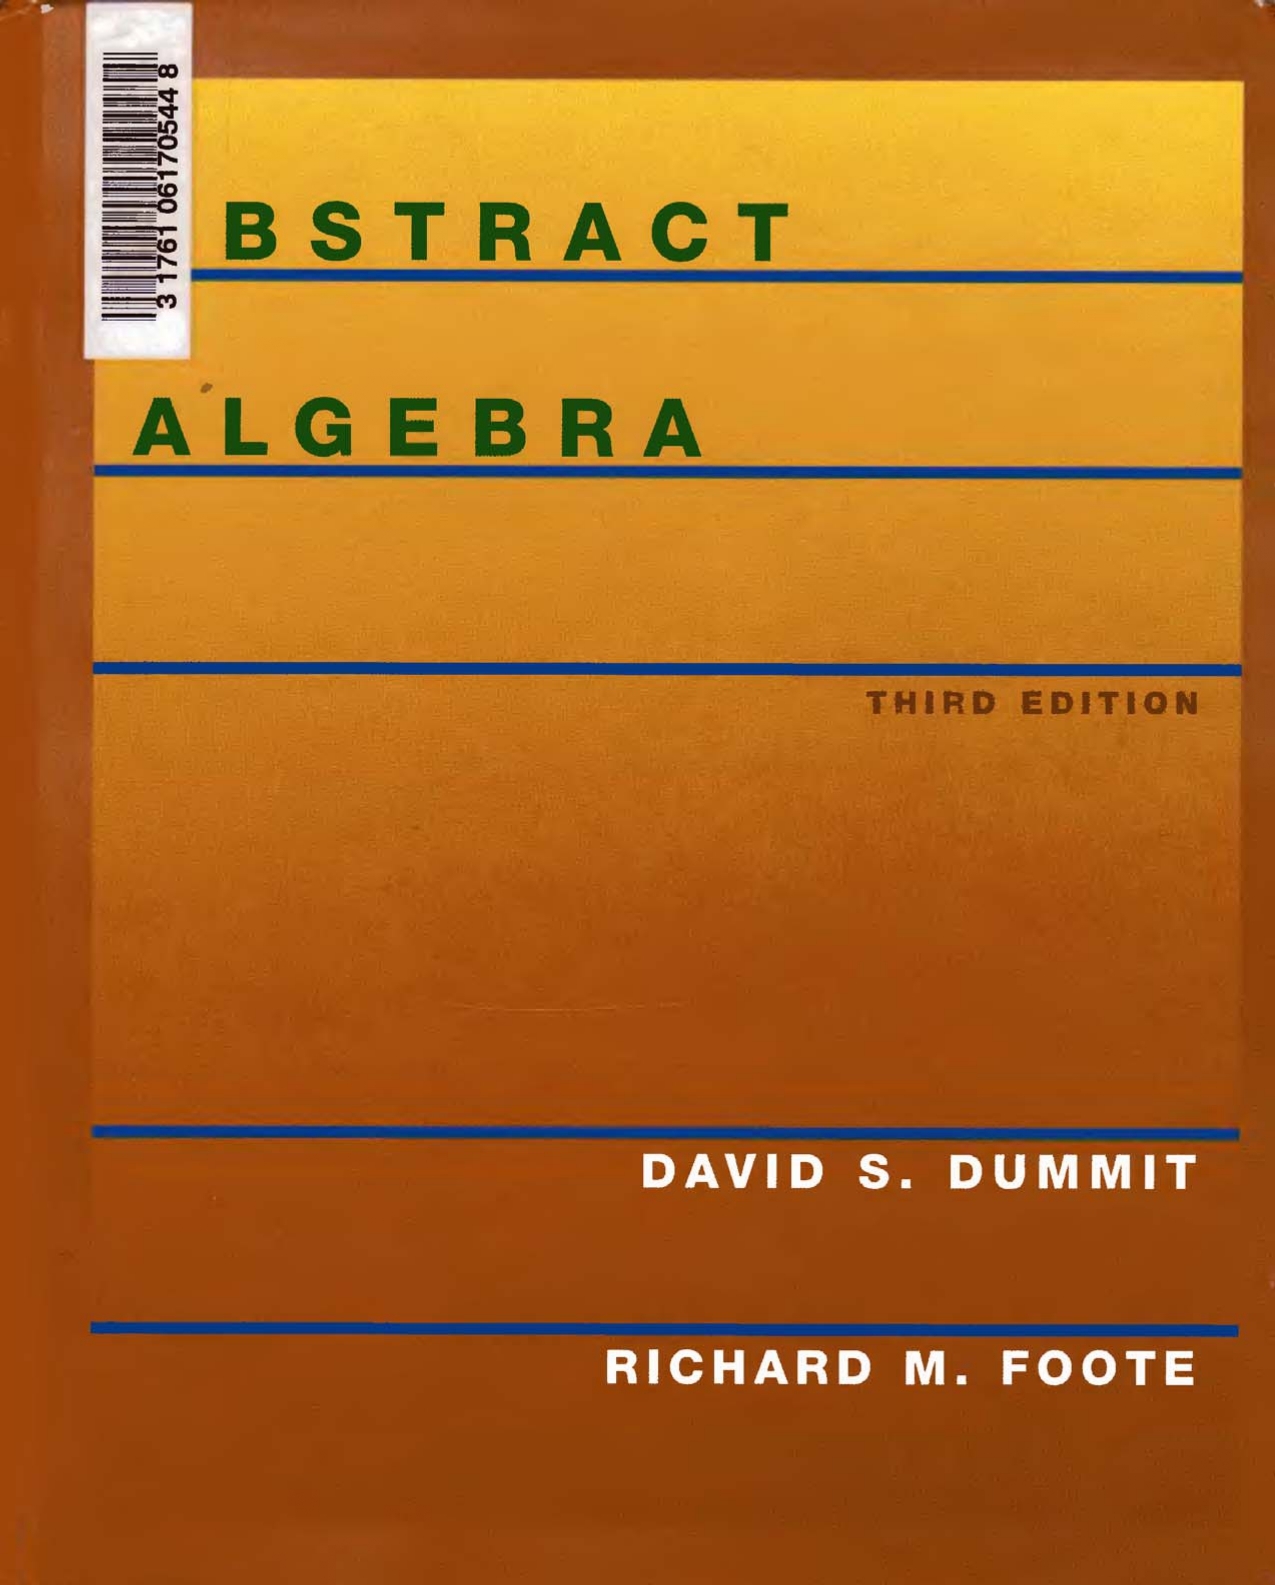 3 1761 06170544 8
BSTRACT
ALGEBRA
THIRD EDITION
DAVID S. DUMMIT
RICHARD M. FOOTE